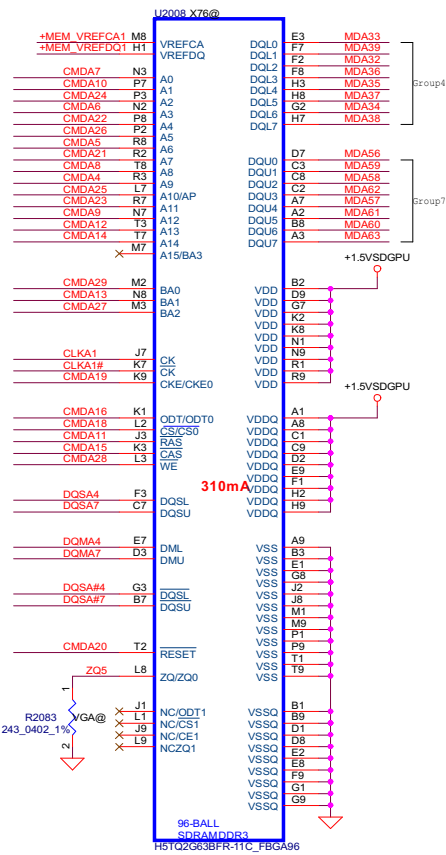 U2008 X76@
+MEM_VREFCA1 M8 VREFCA
+MEM_VREFDQ1 H1 VREFDQ
CMDA7 N3 A0
CMDA10 P7 A1
CMDA24 P3 A2
CMDA6 N2 A3
CMDA22 P8 A4
CMDA26 P2 A5
CMDA5 R8 A6
CMDA21 R2 A7
CMDA8 T8 A8
CMDA4 R3 A9
CMDA25 L7 A10/AP
CMDA23 R7 A11
CMDA9 N7 A12
CMDA12 T3 A13
CMDA14 T7 A14
M7 A15/BA3
CMDA29 M2 BA0
CMDA13 N8 BA1
CMDA27 M3 BA2
CLKA1 J7 CK
CLKA1# K7 CK
CMDA19 K9 CKE/CKE0
CMDA16 K1 ODT/ODT0
CMDA18 L2 CS/CS0
CMDA11 J3 RAS
CMDA15 K3 CAS
CMDA28 L3 WE
DQSA4 F3 DQSL
DQSA7 C7 DQSU
DQMA4 E7 DML
DQMA7 D3 DMU
DQSA#4 G3 DQSL
DQSA#7 B7 DQSU
CMDA20 T2 RESET
ZQ5 L8 ZQ/ZQ0
1
R2083 VGA@
243_0402_1%
2
J1 NC/ODT1
L1 NC/CS1
J9 NC/CE1
L9 NCZQ1
DQL0 E3 MDA33
DQL1 F7 MDA39
DQL2 F2 MDA32
DQL3 F8 MDA36
DQL4 H3 MDA35
DQL5 H8 MDA37
DQL6 G2 MDA34
DQL7 H7 MDA38
Group4
DQU0 D7 MDA56
DQU1 C3 MDA59
DQU2 C8 MDA58
DQU3 C2 MDA62
DQU4 A7 MDA57
DQU5 A2 MDA61
DQU6 B8 MDA60
DQU7 A3 MDA63
Group7
+1.5VSDGPU
VDD B2
VDD D9
VDD G7
VDD K2
VDD K8
VDD N1
VDD N9
VDD R1
VDD R9
+1.5VSDGPU
VDDQ A1
VDDQ A8
VDDQ C1
VDDQ C9
VDDQ D2
VDDQ E9
VDDQ F1
VDDQ H2
VDDQ H9
310mA
VSS A9
VSS B3
VSS E1
VSS G8
VSS J2
VSS J8
VSS M1
VSS M9
VSS P1
VSS P9
VSS T1
VSS T9
VSSQ B1
VSSQ B9
VSSQ D1
VSSQ D8
VSSQ E2
VSSQ E8
VSSQ F9
VSSQ G1
VSSQ G9
96-BALL
SDRAMDDR3
H5TQ2G63BFR-11C_FBGA96